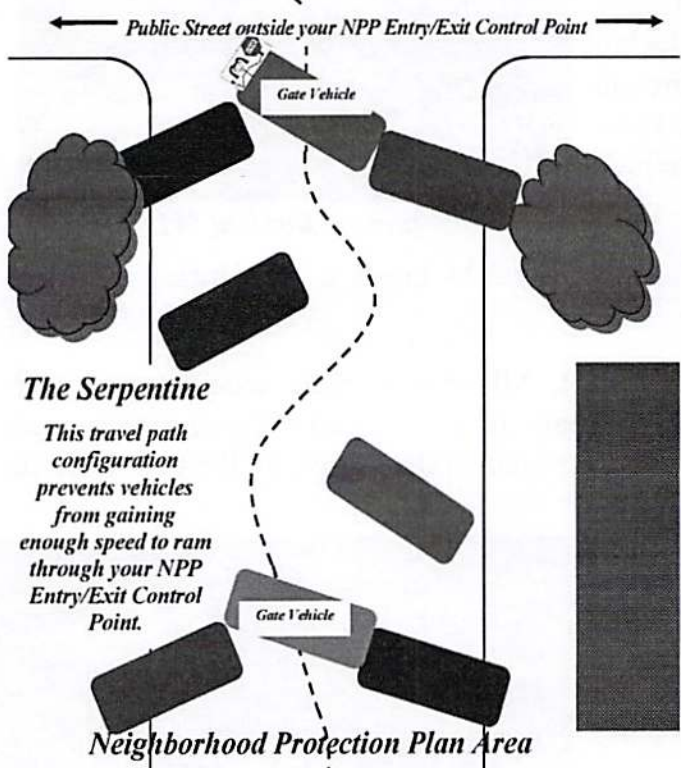 Public Street outside your NPP Entry/Exit Control Point
Gate Vehicle
The Serpentine
This travel path
configuration
prevents vehicles
from gaining
enough speed to ram
through your NPP
Entry/Exit Control
Point.
Gate Vehicle
Neighborhood Protection Plan Area